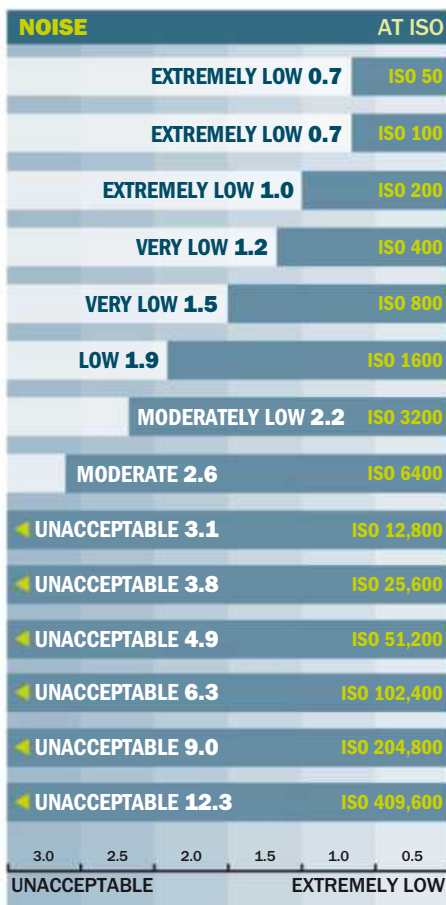 NOISE AT ISO
EXTREMELY LOW 0.7 ISO 50
EXTREMELY LOW 0.7 ISO 100
EXTREMELY LOW 1.0 ISO 200
VERY LOW 1.2 ISO 400
VERY LOW 1.5 ISO 800
LOW 1.9 ISO 1600
MODERATELY LOW 2.2 ISO 3200
MODERATE 2.6 ISO 6400
UNACCEPTABLE 3.1 ISO 12,800
UNACCEPTABLE 3.8 ISO 25,600
UNACCEPTABLE 4.9 ISO 51,200
UNACCEPTABLE 6.3 ISO 102,400
UNACCEPTABLE 9.0 ISO 204,800
UNACCEPTABLE 12.3 ISO 409,600
3.0 2.5 2.0 1.5 1.0 0.5
UNACCEPTABLE EXTREMELY LOW